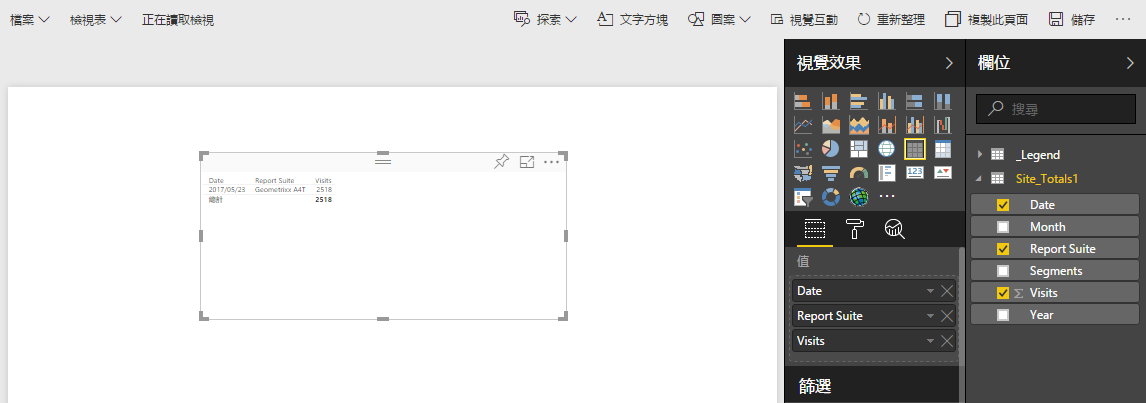 檔案 檢視表 正在讀取檢視 探索 文字方塊 圖案 視覺互動 重新整理 複製此頁面 儲存
視覺效果
欄位
搜尋
_Legend
Site_Totals1
Date
Month
Report Suite
Segments
Visits
Year
123
值
Date
Report Suite
Visits
篩選
Date Report Suite Visits
2017/05/23 Geometrixx A4T 2518
總計 2518